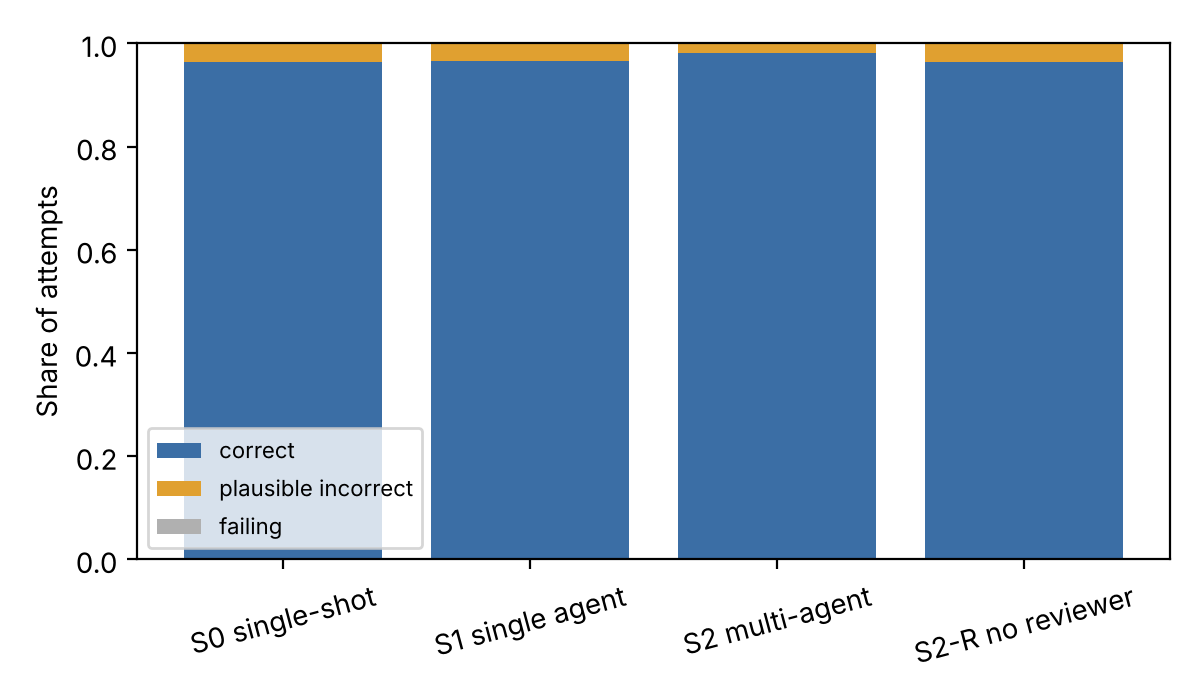 1.0
0.8
0.6
0.4
0.2
0.0
Share of attempts
correct
plausible incorrect
failing
S0 single-shot
S1 single agent
S2 multi-agent
S2-R no reviewer